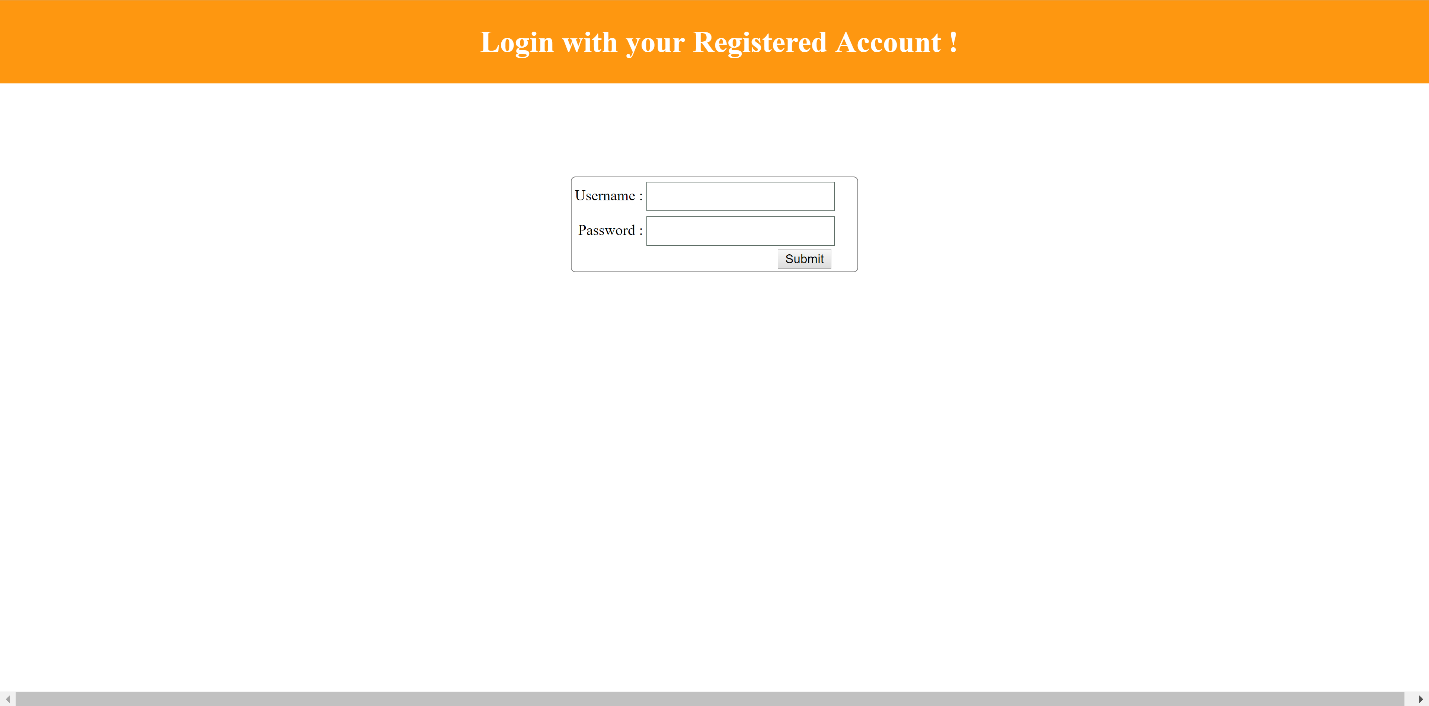 Login with your Registered Account !
Username :
Password :
Submit